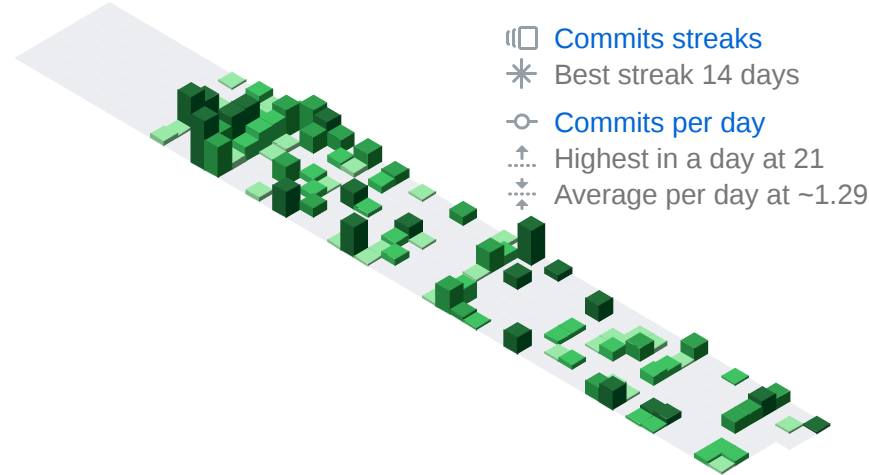 Commits streaks
Best streak 14 days
Commits per day
Highest in a day at 21
Average per day at ~1.29